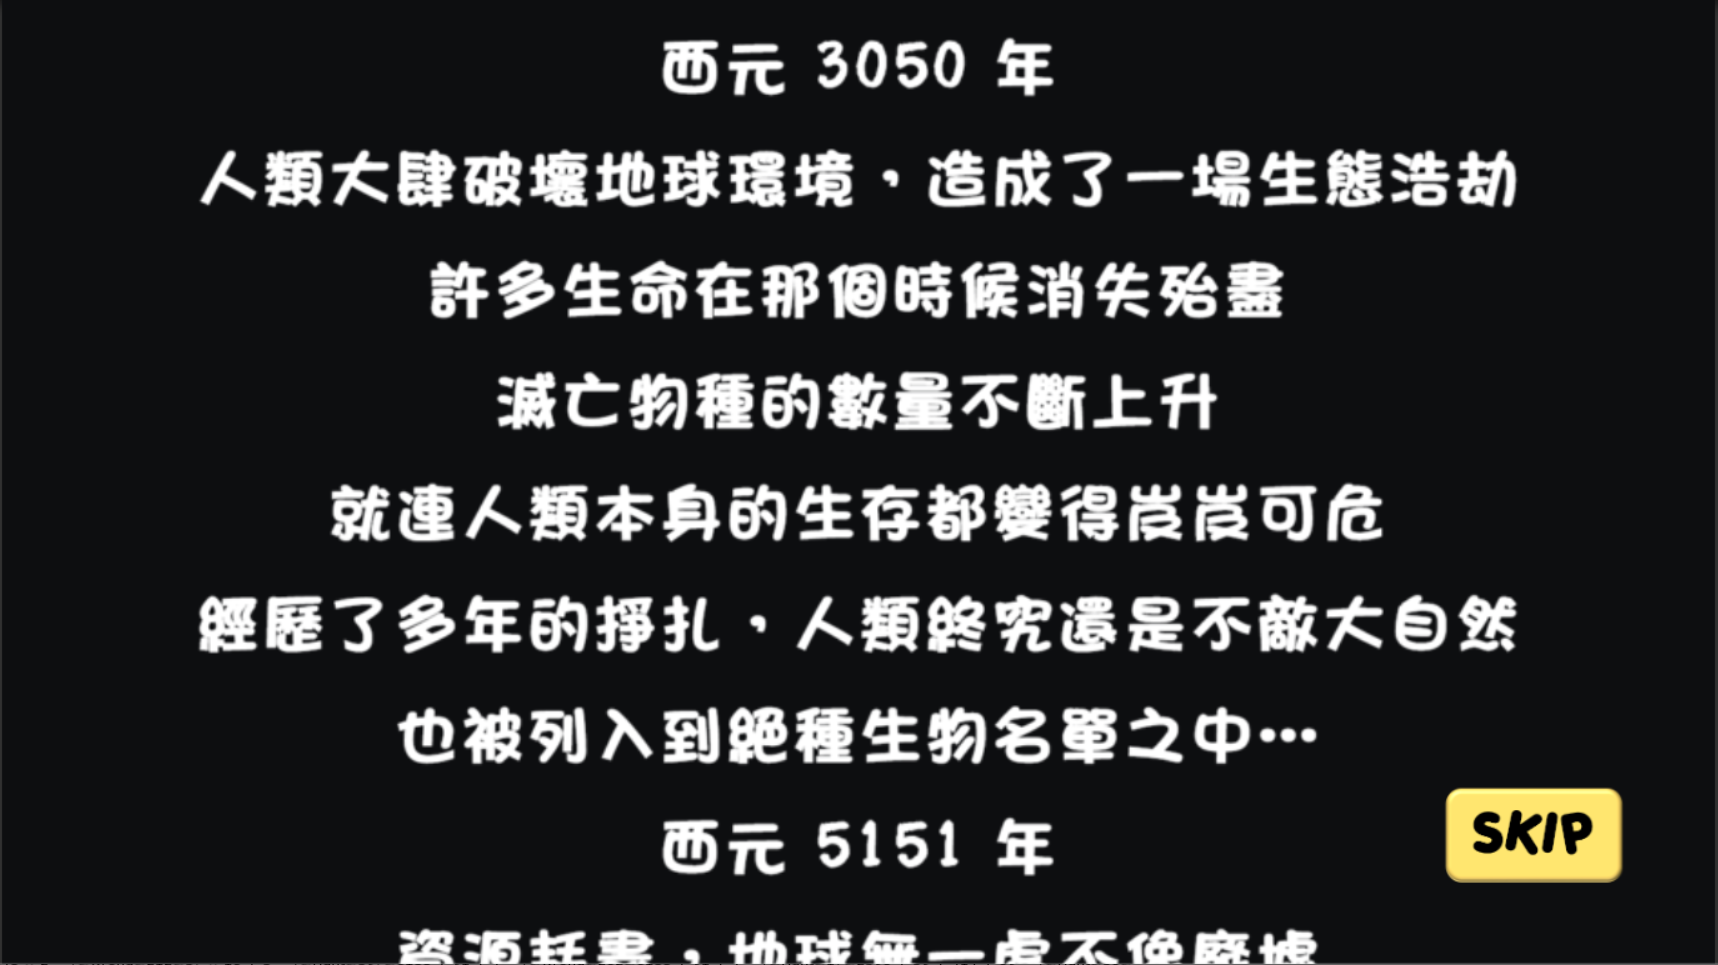 西元 3050 年
人類大肆破壞地球環境，造成了一場生態浩劫
許多生命在那個時候消失殆盡
滅亡物種的數量不斷上升
就連人類本身的生存都變得岌岌可危
經歷了多年的掙扎，人類終究還是不敵大自然
也被列入到絕種生物名單之中…
西元 5151 年
SKIP
資源耗盡，地球無一處不像廢墟